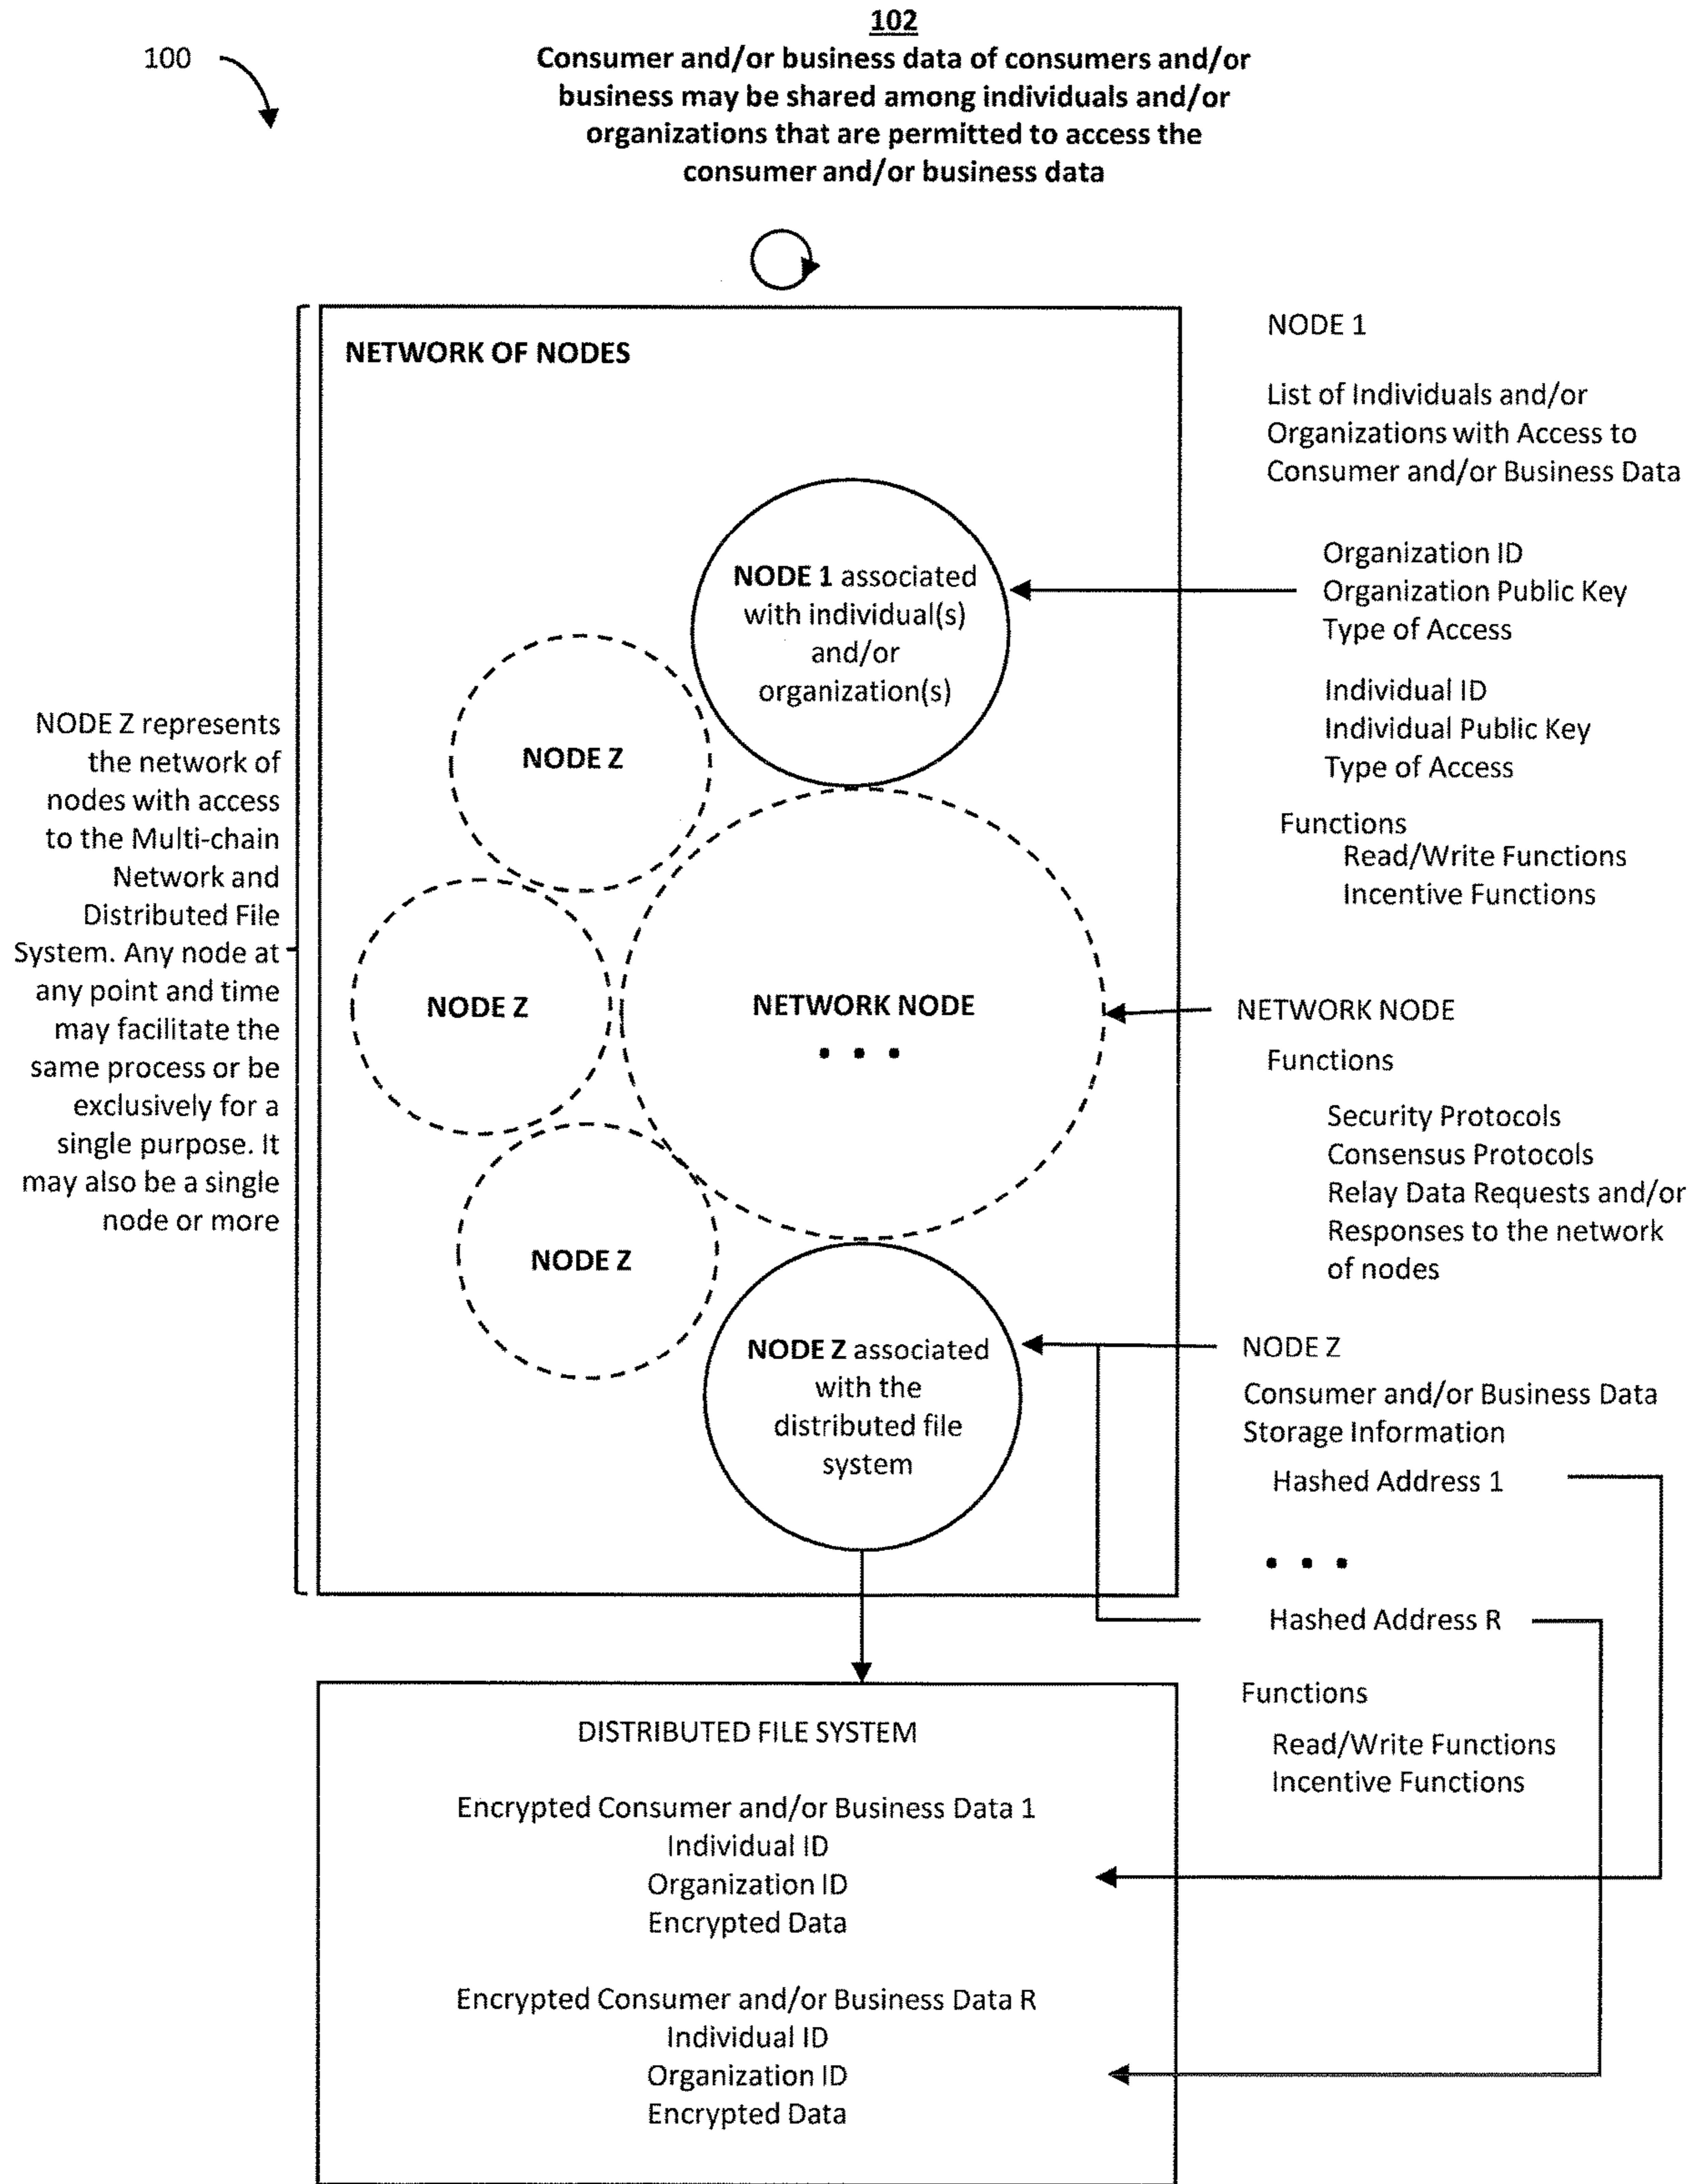 102
100
Consumer and/or business data of consumers and/or
business may be shared among individuals and/or
organizations that are permitted to access the
consumer and/or business data
NETWORK OF NODES
NODE 1 associated
with individual(s)
and/or
organization(s)
NODE Z
NODE Z
NODE Z
NETWORK NODE
• • •
NODE Z associated
with the
distributed file
system
NODE Z represents
the network of
nodes with access
to the Multi-chain
Network and
Distributed File
System. Any node at
any point and time
may facilitate the
same process or be
exclusively for a
single purpose. It
may also be a single
node or more
NODE 1
List of Individuals and/or
Organizations with Access to
Consumer and/or Business Data
Organization ID
Organization Public Key
Type of Access
Individual ID
Individual Public Key
Type of Access
Functions
Read/Write Functions
Incentive Functions
NETWORK NODE
Functions
Security Protocols
Consensus Protocols
Relay Data Requests and/or
Responses to the network
of nodes
NODE Z
Consumer and/or Business Data
Storage Information
Hashed Address 1
• • •
Hashed Address R
Functions
Read/Write Functions
Incentive Functions
DISTRIBUTED FILE SYSTEM
Encrypted Consumer and/or Business Data 1
Individual ID
Organization ID
Encrypted Data
Encrypted Consumer and/or Business Data R
Individual ID
Organization ID
Encrypted Data